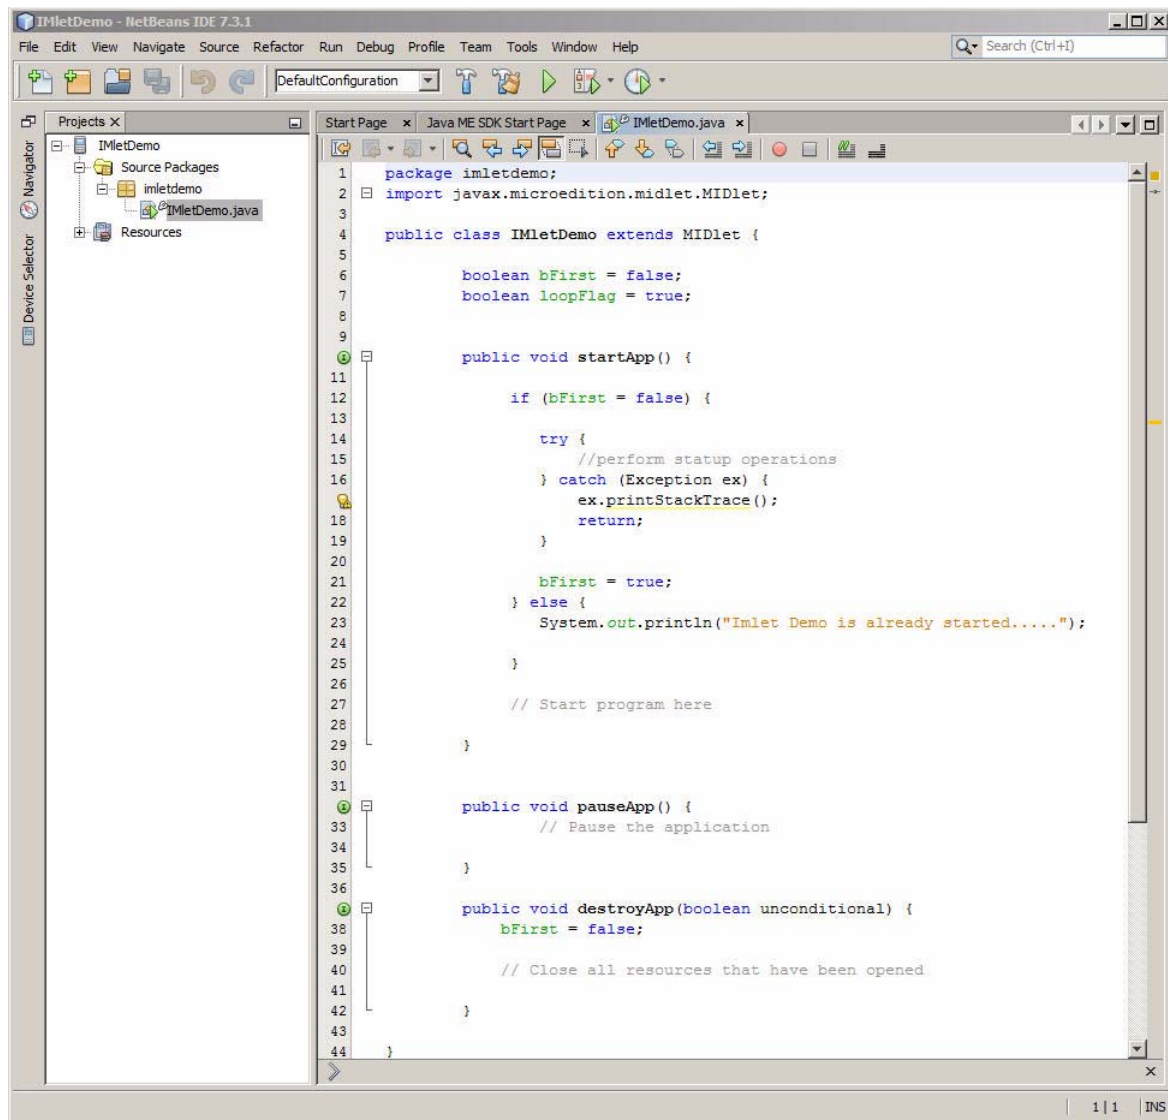 IMletDemo - NetBeans IDE 7.3.1
File Edit View Navigate Source Refactor Run Debug Profile Team Tools Window Help
Search (Ctrl+I)
DefaultConfiguration
Navigator
Device Selector
Projects X
IMletDemo
Source Packages
imletdemo
IMletDemo.java
Resources
Start Page x Java ME SDK Start Page x IMletDemo.java x
1 package imletdemo;
2 import javax.microedition.midlet.MIDlet;
3
4 public class IMletDemo extends MIDlet {
5
6 boolean bFirst = false;
7 boolean loopFlag = true;
8
9
public void startApp() {
11
12 if (bFirst = false) {
13
14 try {
15 //perform statup operations
16 } catch (Exception ex) {
ex.printStackTrace();
18 return;
19 }
20
21 bFirst = true;
22 } else {
23 System.out.println("Imlet Demo is already started.....");
24
25 }
26
27 // Start program here
28
29 }
30
31
public void pauseApp() {
33 // Pause the application
34
35 }
36
public void destroyApp(boolean unconditional) {
38 bFirst = false;
39
40 // Close all resources that have been opened
41
42 }
43
44 }
1 | 1 INS